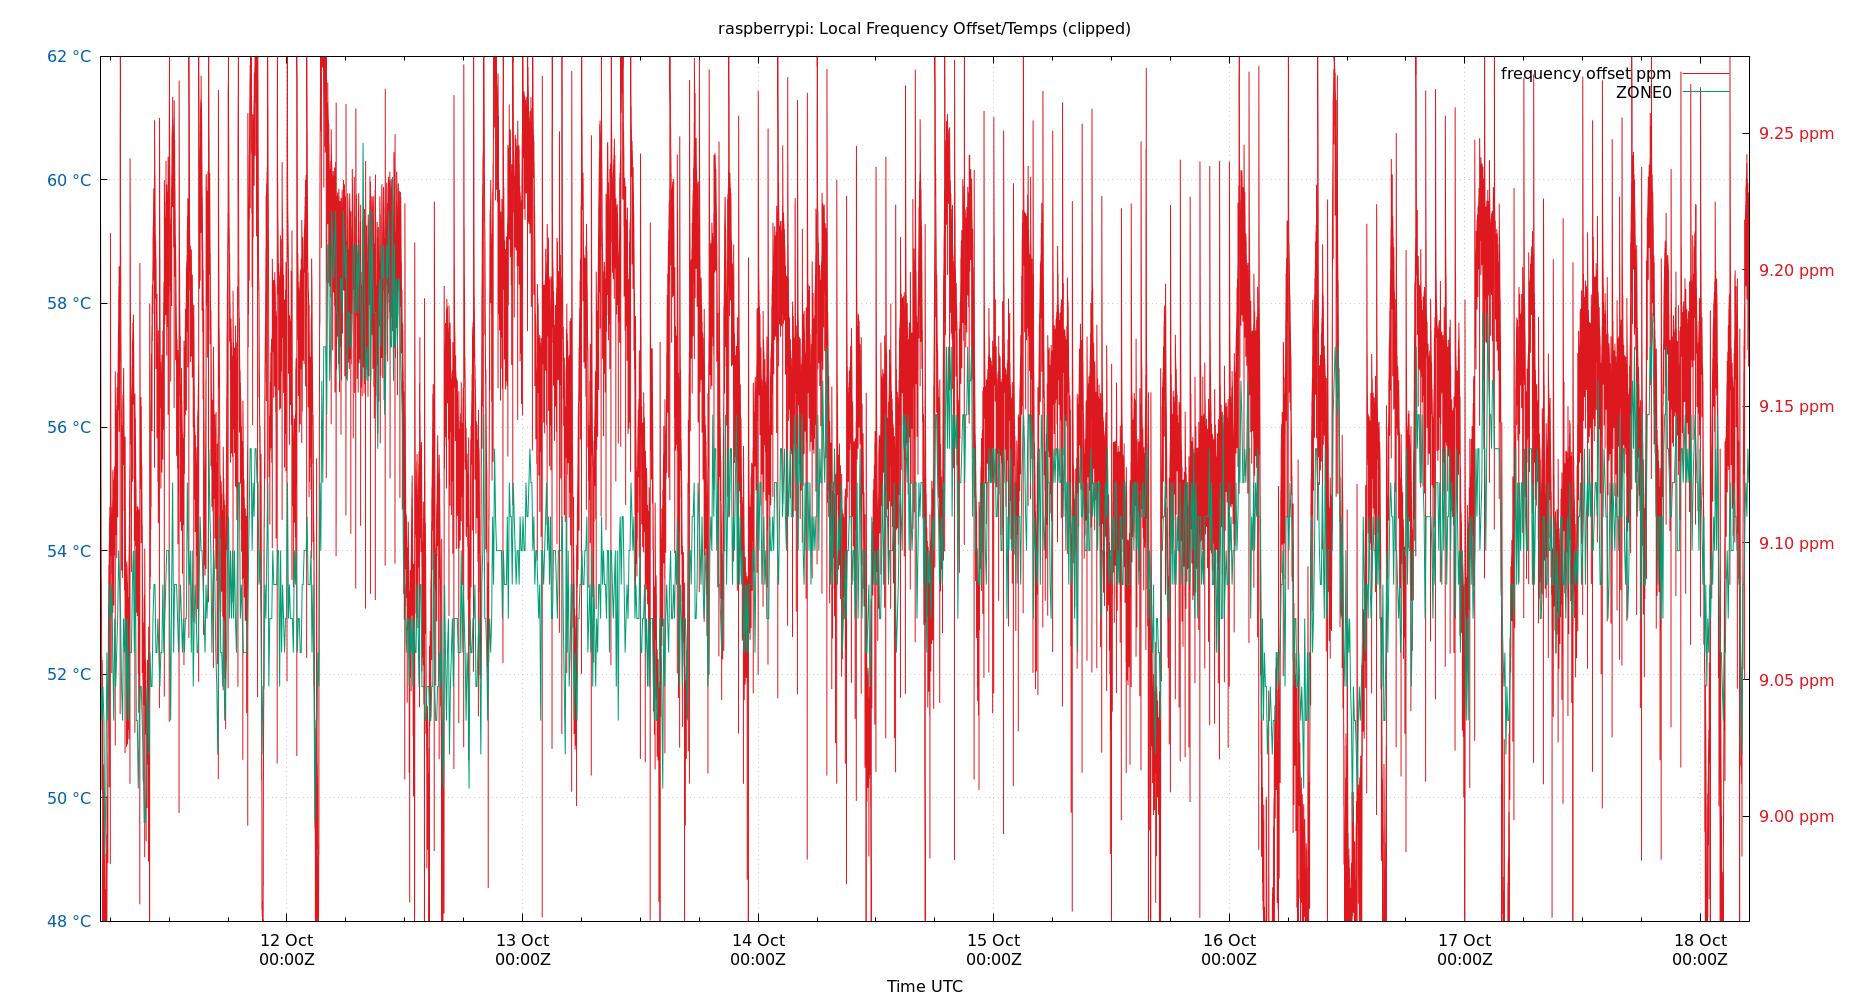 raspberrypi: Local Frequency Offset/Temps (clipped)
62 °C
60 °C
58 °C
56 °C
54 °C
52 °C
50 °C
48 °C
frequency offset ppm
ZONE0
9.25 ppm
9.20 ppm
9.15 ppm
9.10 ppm
9.05 ppm
9.00 ppm
12 Oct
00:00Z
13 Oct
00:00Z
14 Oct
00:00Z
15 Oct
00:00Z
16 Oct
00:00Z
17 Oct
00:00Z
18 Oct
00:00Z
Time UTC